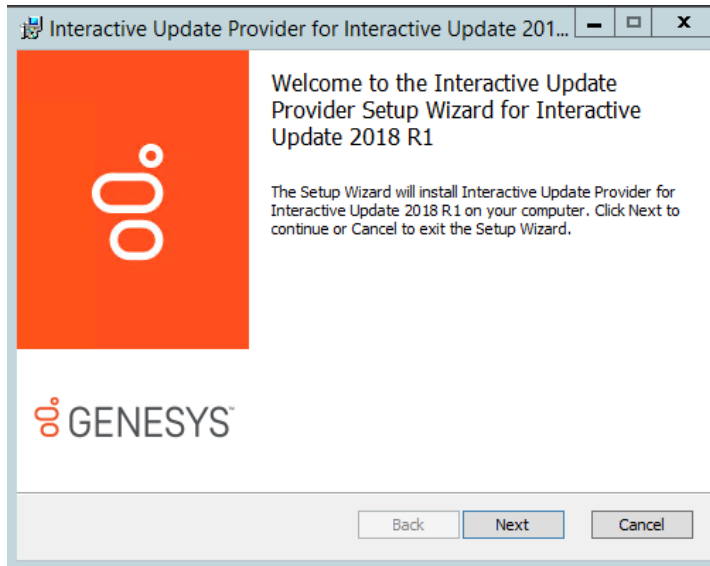 Interactive Update Provider for Interactive Update 201...
Welcome to the Interactive Update
Provider Setup Wizard for Interactive
Update 2018 R1
The Setup Wizard will install Interactive Update Provider for
Interactive Update 2018 R1 on your computer. Click Next to
continue or Cancel to exit the Setup Wizard.
GENESYS™
Back Next Cancel